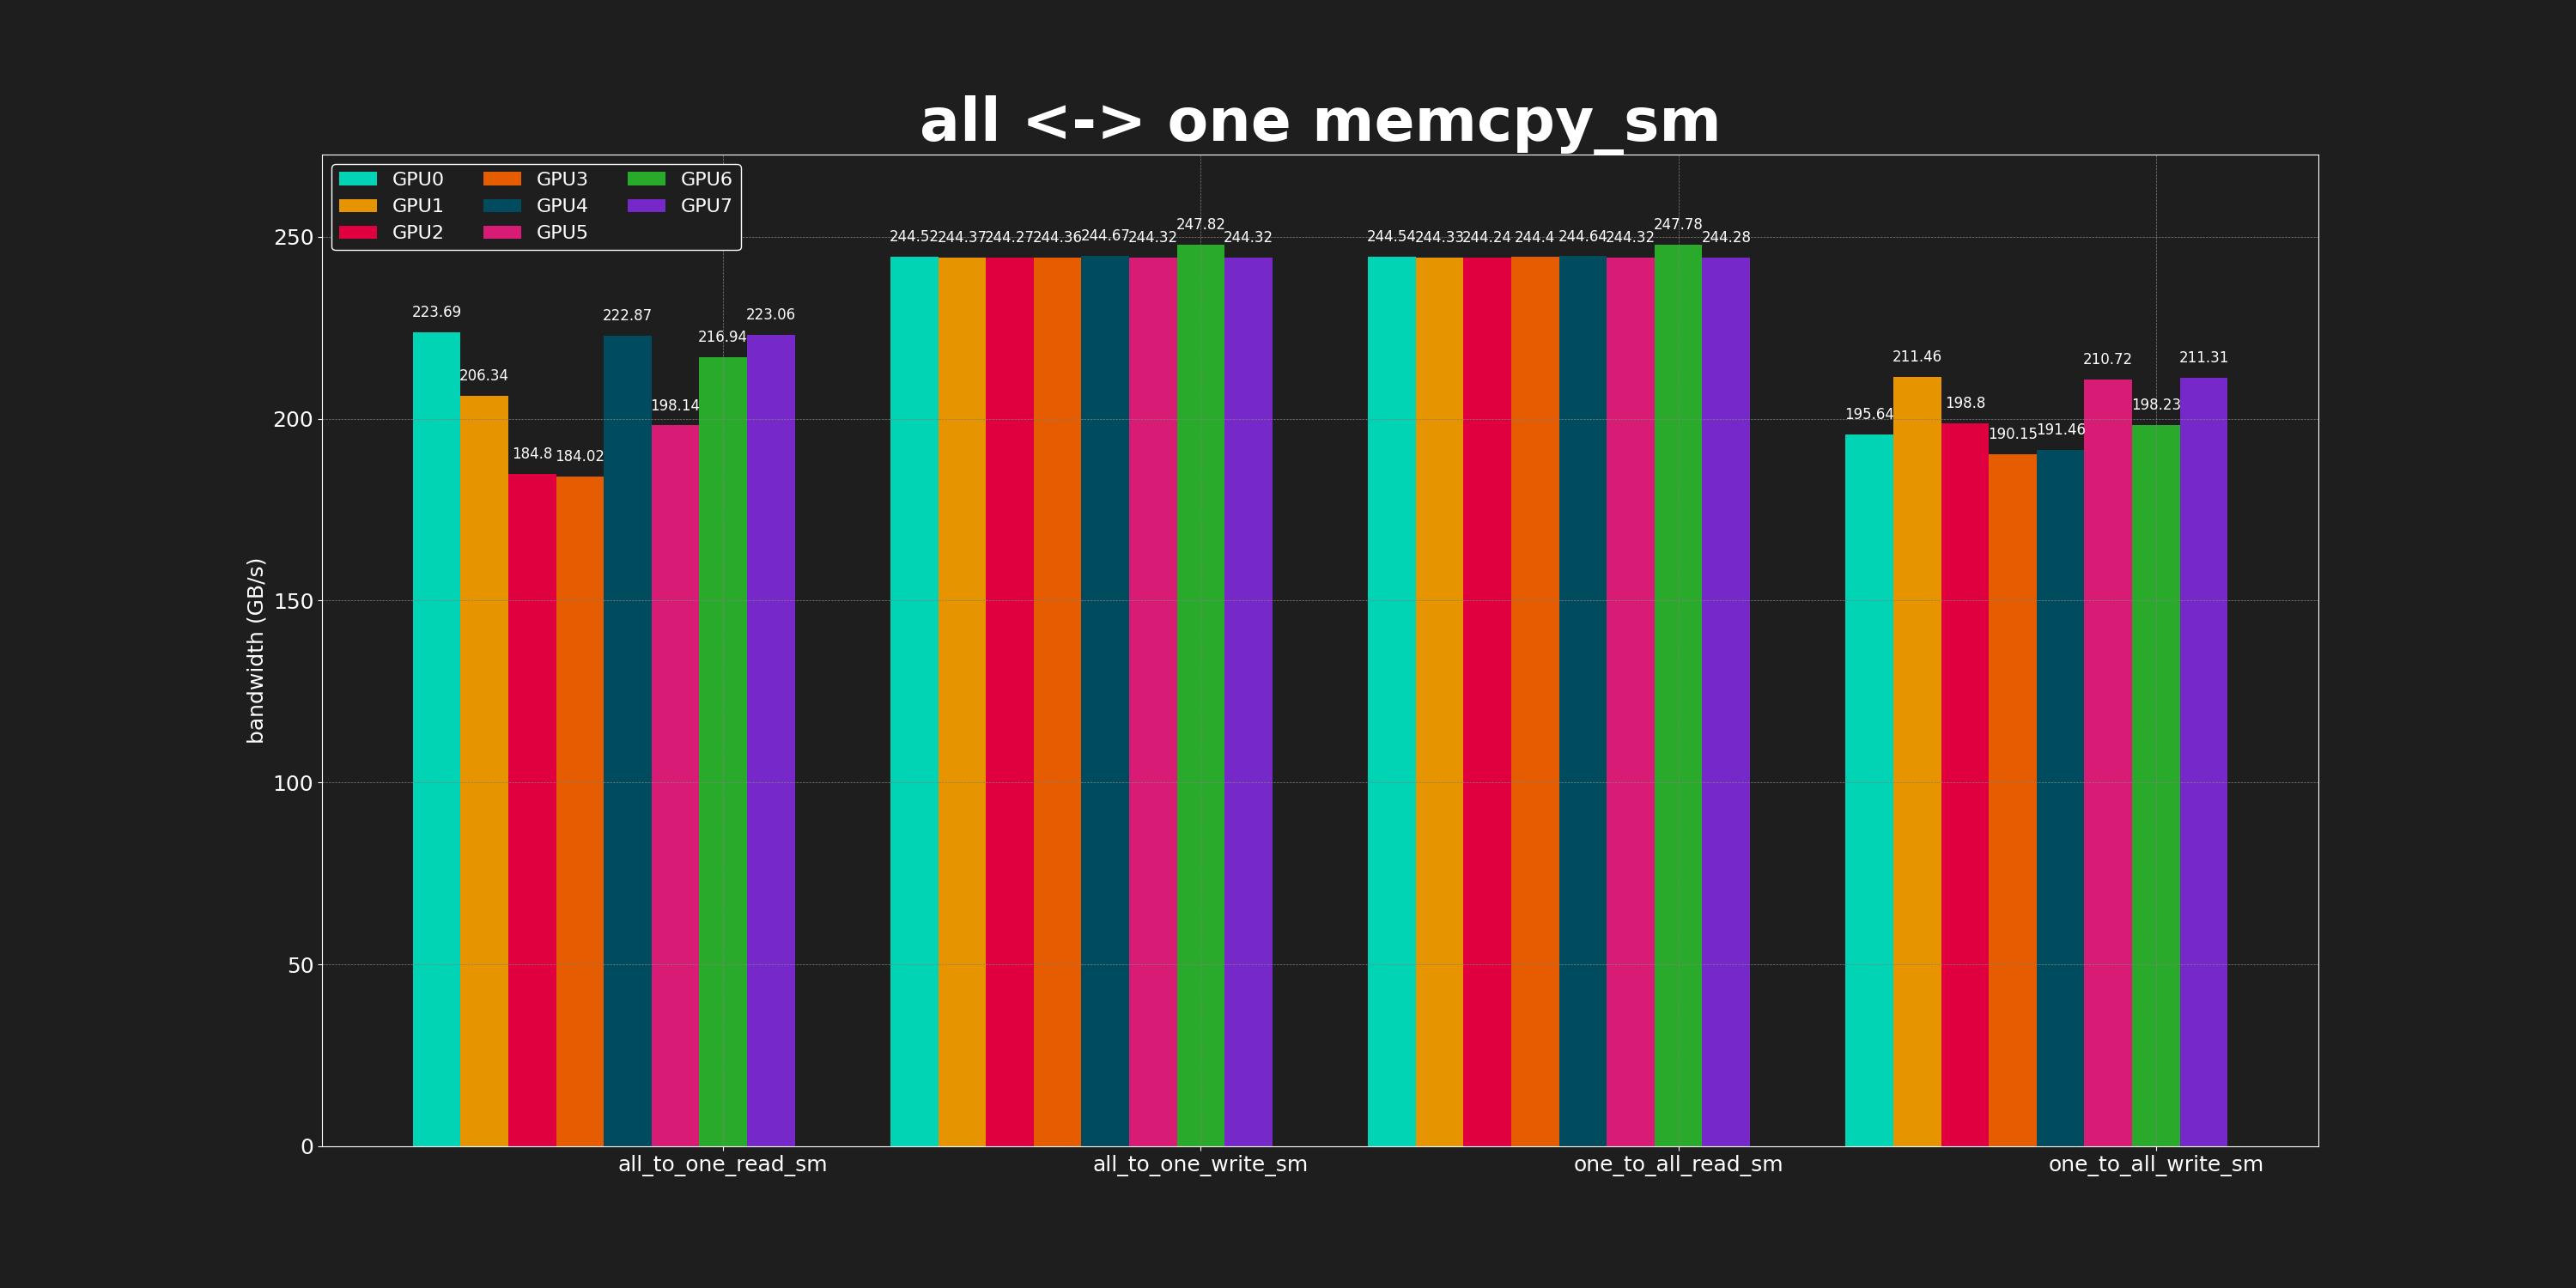 all <-> one memcpy_sm
GPU0 GPU3 GPU6
GPU1 GPU4 GPU7
GPU2 GPU5
bandwidth (GB/s)
250
200
150
100
50
0
223.69 206.34 184.8 184.02 222.87 198.14 216.94 223.06
244.52 244.37 244.27 244.36 244.67 244.32 247.82 244.32
244.54 244.33 244.24 244.4 244.64 244.32 247.78 244.28
195.64 211.46 198.8 190.15 191.46 210.72 198.23 211.31
all_to_one_read_sm all_to_one_write_sm one_to_all_read_sm one_to_all_write_sm